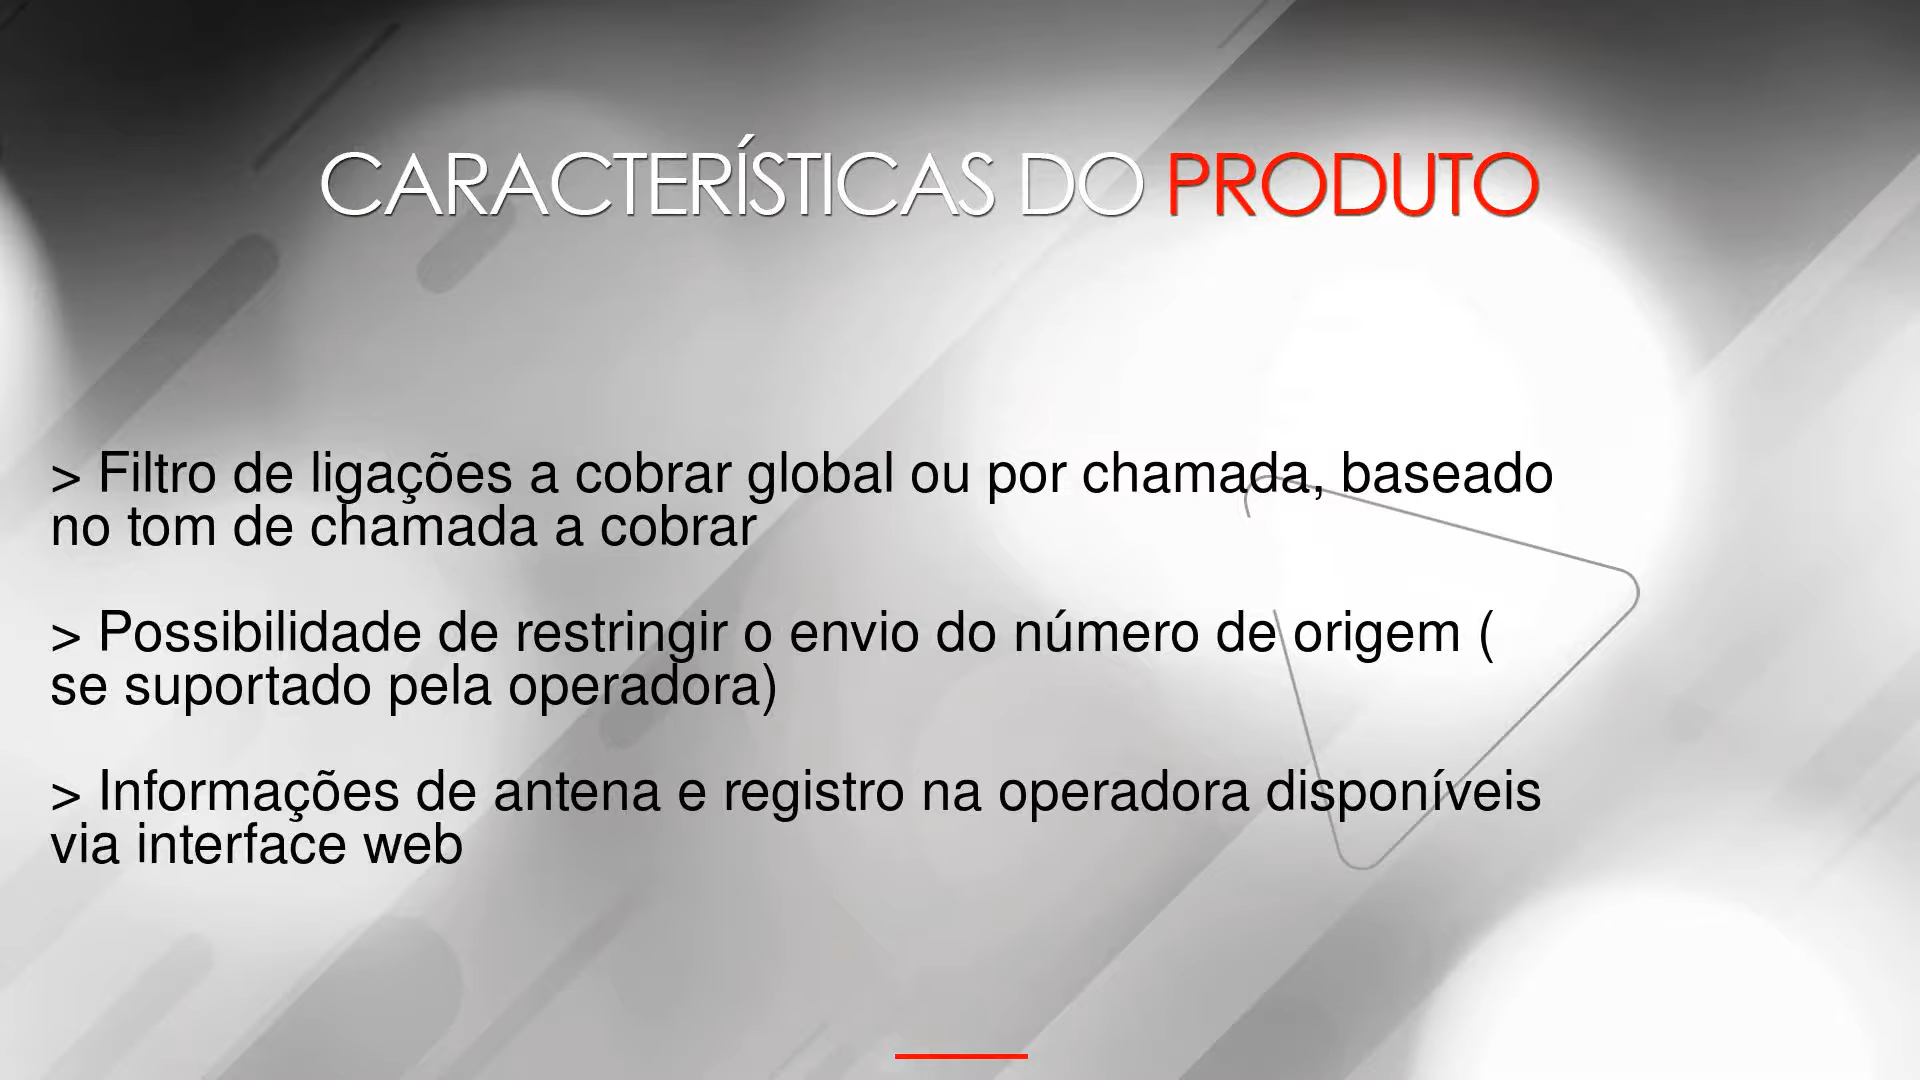 CARACTERÍSTICAS DO PRODUTO
> Filtro de ligações a cobrar global ou por chamada, baseado
no tom de chamada a cobrar
> Possibilidade de restringir o envio do número de origem (
se suportado pela operadora)
> Informações de antena e registro na operadora disponíveis
via interface web